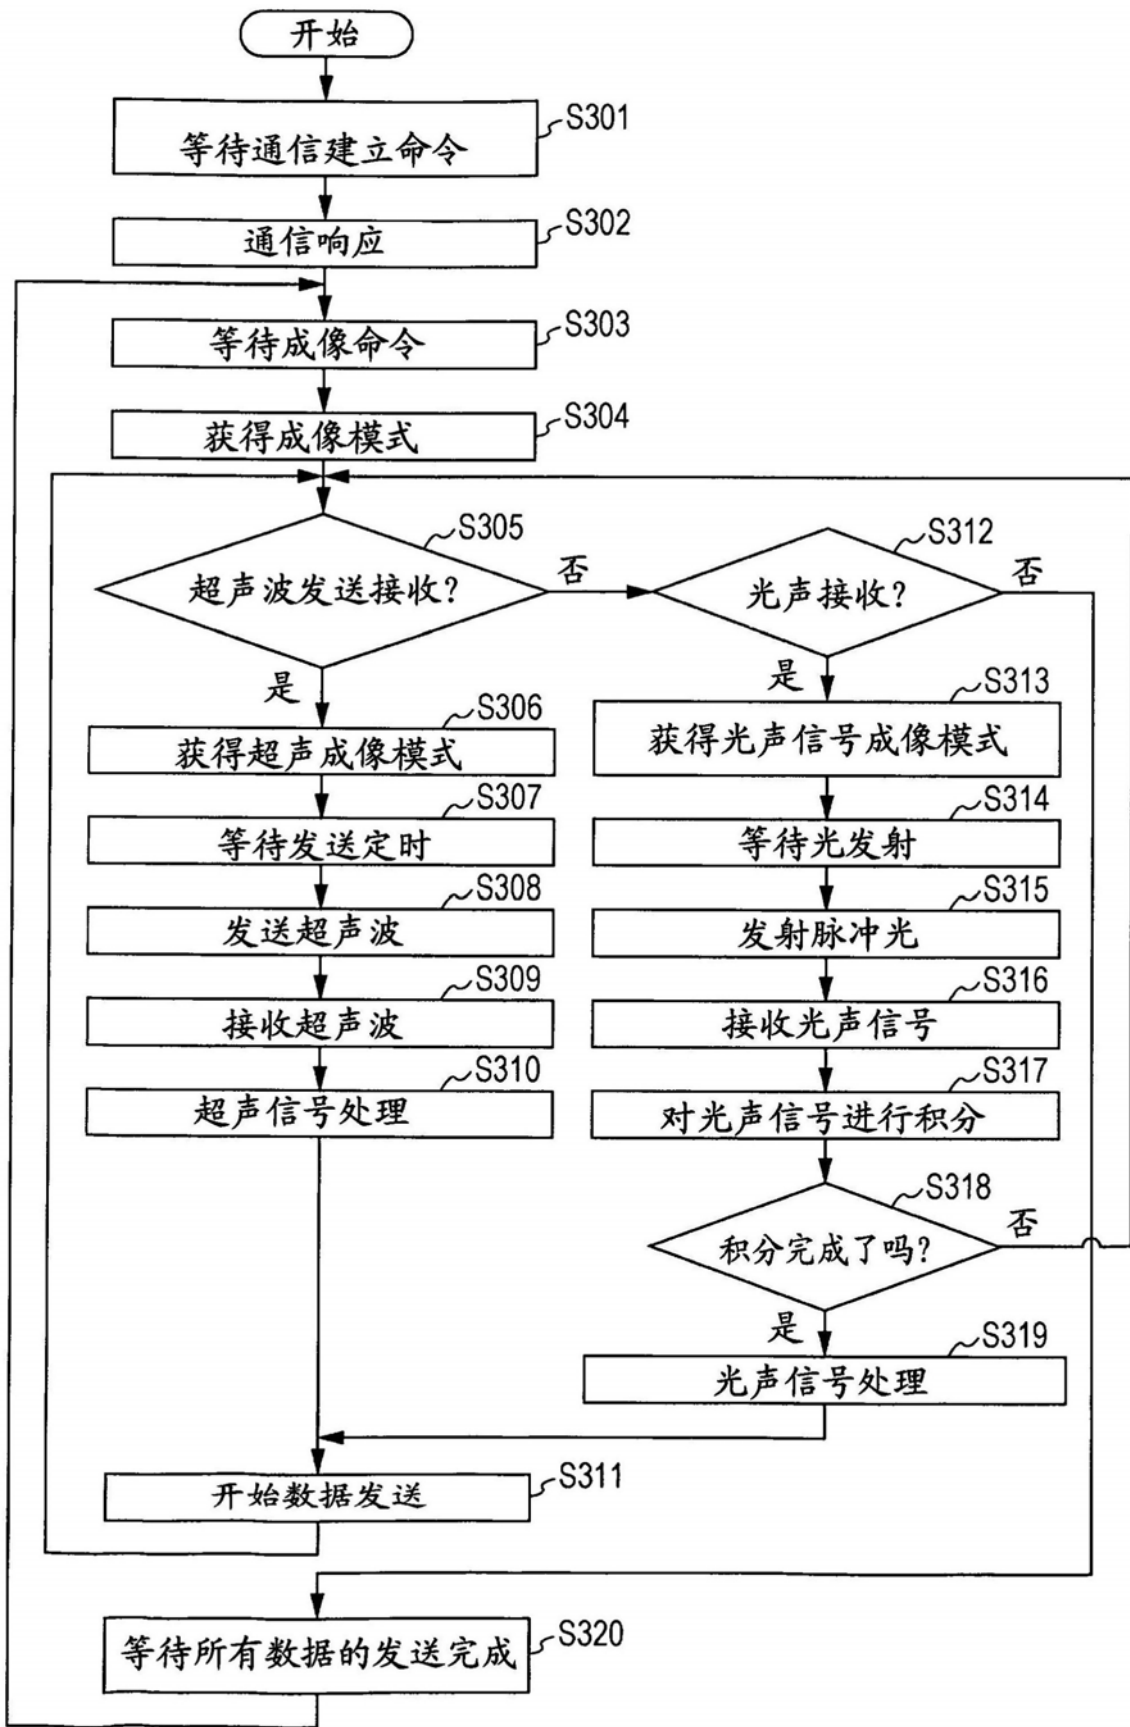 开始
S301
等待通信建立命令
S302
通信响应
S303
等待成像命令
S304
获得成像模式
S305
超声波发送接收?
否
是
S312
光声接收?
否
是
S306
获得超声成像模式
S307
等待发送定时
S308
发送超声波
S309
接收超声波
S310
超声信号处理
S313
获得光声信号成像模式
S314
等待光发射
S315
发射脉冲光
S316
接收光声信号
S317
对光声信号进行积分
S318
积分完成了吗?
否
是
S319
光声信号处理
S311
开始数据发送
S320
等待所有数据的发送完成